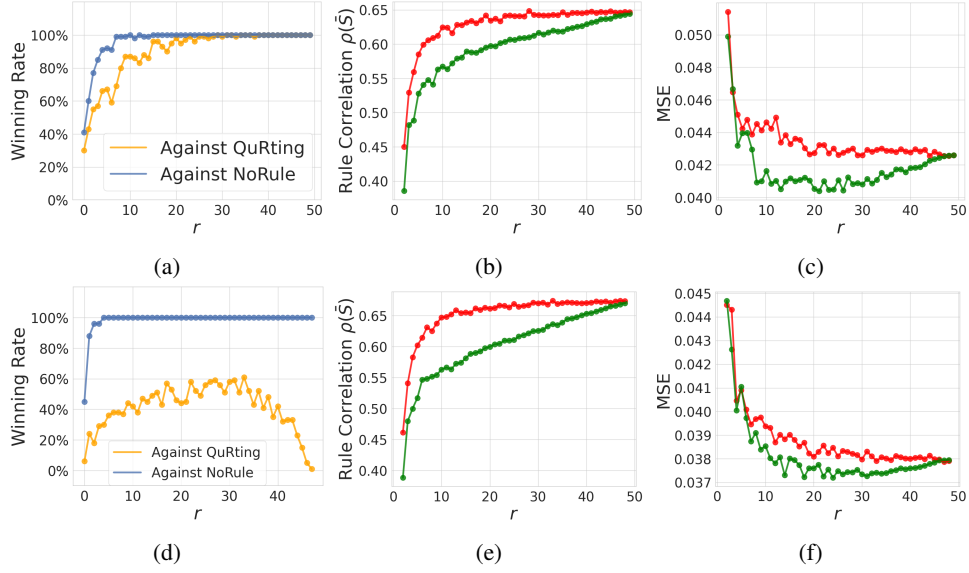 100%
80%
60%
40%
20%
0%
Winning Rate
Against QuRting
Against NoRule
0 10 20 30 40 50
r
(a)
0.65
0.60
0.55
0.50
0.45
0.40
Rule Correlation ρ(S̄)
0 10 20 30 40 50
r
(b)
0.050
0.048
0.046
0.044
0.042
0.040
MSE
0 10 20 30 40 50
r
(c)
100%
80%
60%
40%
20%
0%
Winning Rate
Against QuRting
Against NoRule
0 10 20 30 40
r
(d)
0.65
0.60
0.55
0.50
0.45
0.40
Rule Correlation ρ(S̄)
0 10 20 30 40 50
r
(e)
0.045
0.044
0.043
0.042
0.041
0.040
0.039
0.038
0.037
MSE
0 10 20 30 40 50
r
(f)